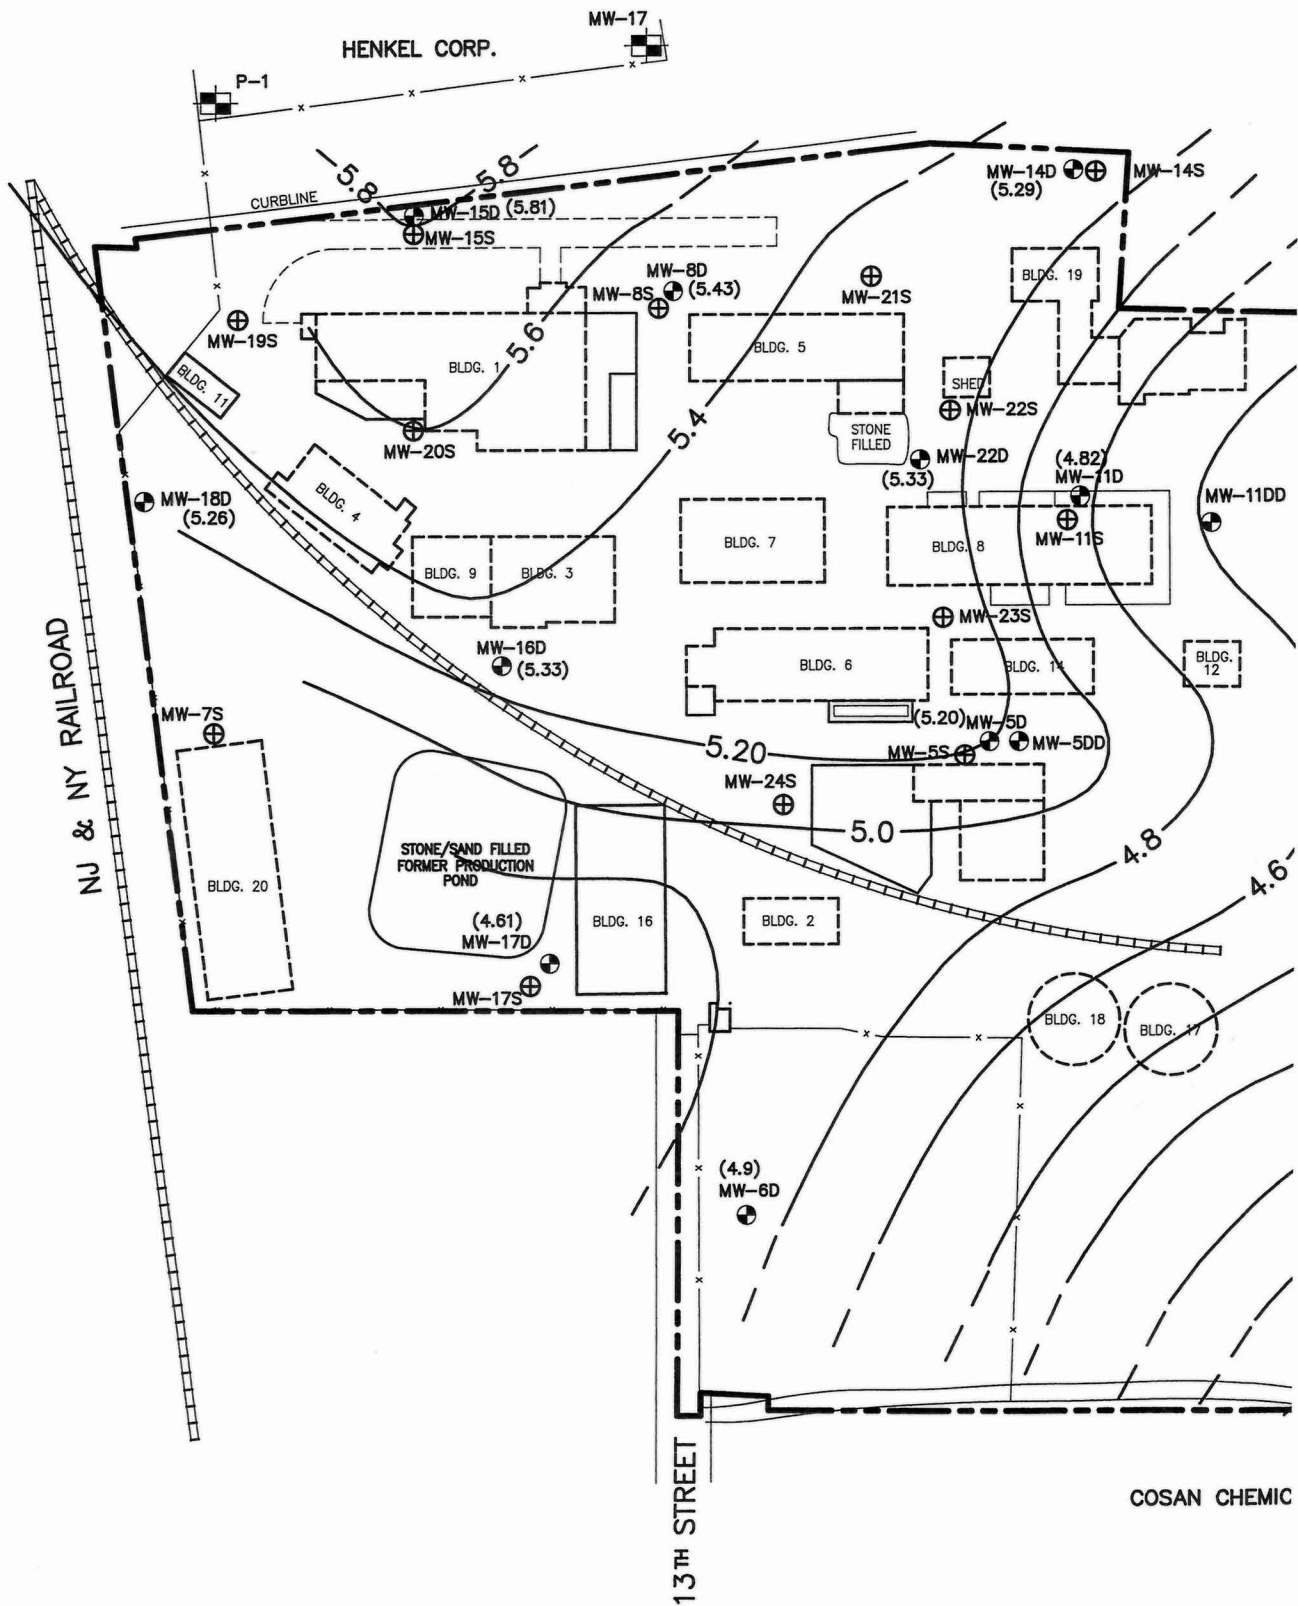 MW-17
HENKEL CORP.
P-1
5.8
5.8
CURBLINE
MW-15D (5.81)
MW-15S
MW-14D
(5.29)
MW-14S
MW-8D
(5.43)
MW-8S
MW-21S
BLDG. 19
MW-19S
BLDG. 11
BLDG. 1
5.6
BLDG. 5
SHED
MW-22S
5.4
STONE
FILLED
MW-20S
MW-22D
(5.33)
(4.82)
MW-11D
MW-11DD
MW-11S
MW-18D
(5.26)
BLDG. 4
BLDG. 7
BLDG. 8
BLDG. 9
BLDG. 3
MW-23S
MW-16D
(5.33)
BLDG. 6
BLDG. 14
BLDG.
12
NJ & NY RAILROAD
MW-7S
(5.20)
MW-5D
MW-5DD
MW-5S
5.20
MW-24S
5.0
4.8
4.6
STONE/SAND FILLED
FORMER PRODUCTION
POND
BLDG. 20
(4.61)
MW-17D
BLDG. 16
BLDG. 2
MW-17S
BLDG. 18
BLDG. 17
(4.9)
MW-6D
13TH STREET
COSAN CHEMIC